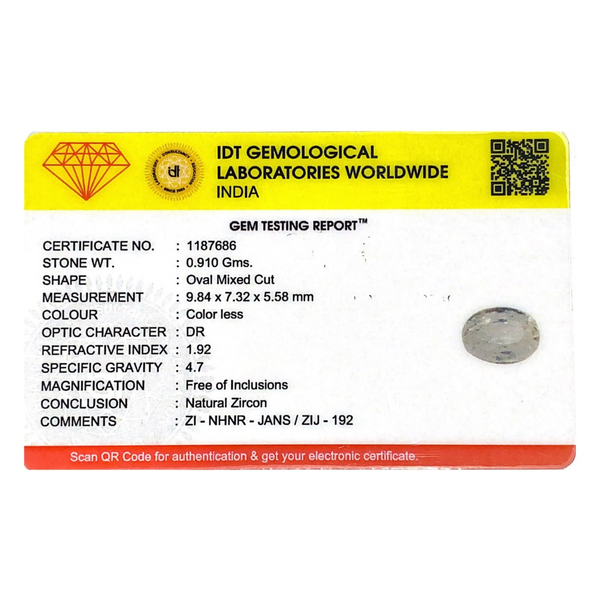 IDT GEMOLOGICAL
LABORATORIES WORLDWIDE
INDIA
GEM TESTING REPORT™
CERTIFICATE NO. : 1187686
STONE WT. : 0.910 Gms.
SHAPE : Oval Mixed Cut
MEASUREMENT : 9.84 x 7.32 x 5.58 mm
COLOUR : Color less
OPTIC CHARACTER : DR
REFRACTIVE INDEX : 1.92
SPECIFIC GRAVITY : 4.7
MAGNIFICATION : Free of Inclusions
CONCLUSION : Natural Zircon
COMMENTS : ZI - NHNR - JANS / ZIJ - 192
Scan QR Code for authentication & get your electronic certificate.